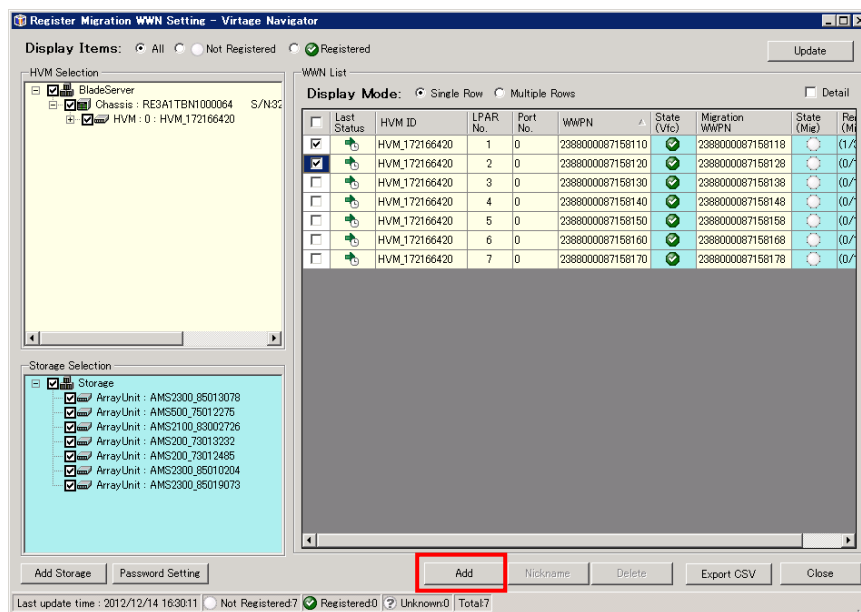 Register Migration WWN Setting - Virtage Navigator
Display Items: All Not Registered Registered Update
HVM Selection
BladeServer
Chassis : RE3A1TBN1000064 S/N:32
HVM : 0 : HVM_172166420
Storage Selection
Storage
ArrayUnit : AMS2300_85013078
ArrayUnit : AMS500_75012275
ArrayUnit : AMS2100_83002726
ArrayUnit : AMS200_73013232
ArrayUnit : AMS200_73012485
ArrayUnit : AMS2300_85010204
ArrayUnit : AMS2300_85019073
WWN List
Display Mode: Single Row Multiple Rows Detail
Last Status HVM ID LPAR No. Port No. WWPN State (Vfc) Migration WWPN State (Mig)
HVM_172166420 1 0 2388000087158110 2388000087158118
HVM_172166420 2 0 2388000087158120 2388000087158128
HVM_172166420 3 0 2388000087158130 2388000087158138
HVM_172166420 4 0 2388000087158140 2388000087158148
HVM_172166420 5 0 2388000087158150 2388000087158158
HVM_172166420 6 0 2388000087158160 2388000087158168
HVM_172166420 7 0 2388000087158170 2388000087158178
Add Storage Password Setting Add Nickname Delete Export CSV Close
Last update time : 2012/12/14 16:30:11 Not Registered:7 Registered:0 ? Unknown:0 Total:7